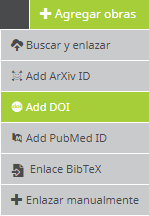 Agregar obras
Buscar y enlazar
Add ArXiv ID
Add DOI
Add PubMed ID
Enlace BibTeX
Enlazar manualmente